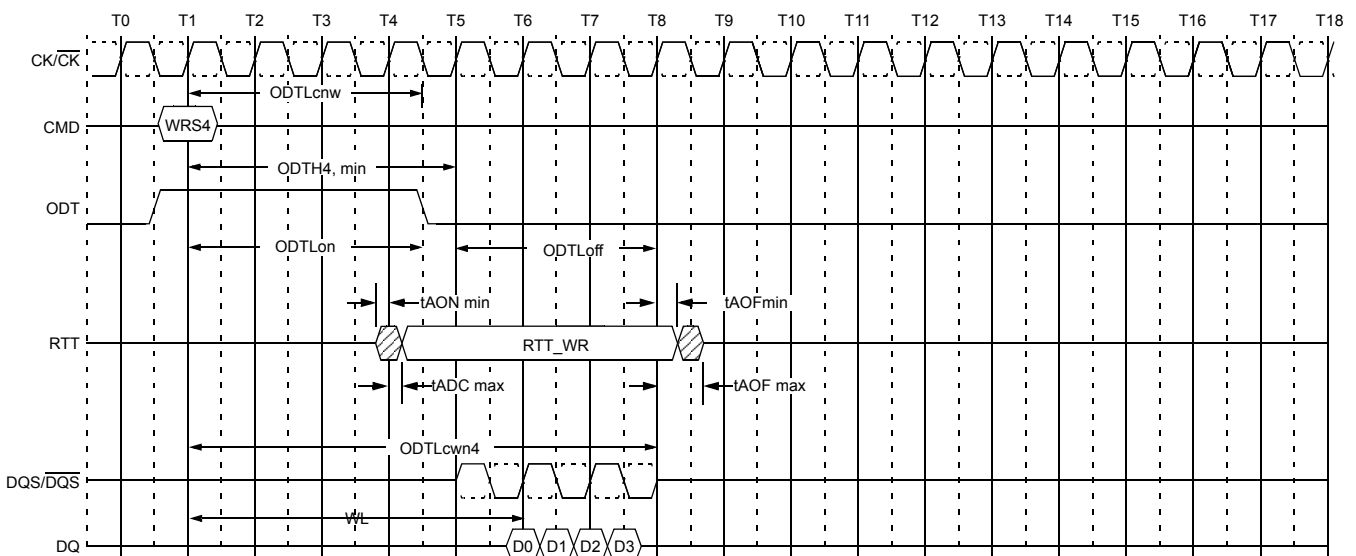 T0 T1 T2 T3 T4 T5 T6 T7 T8 T9 T10 T11 T12 T13 T14 T15 T16 T17 T18
CK/CK
ODTLcnw
CMD WRS4
ODTH4, min
ODT
ODTLon ODTLoff
tAON min tAOFmin
RTT RTT_WR
tADC max tAOF max
ODTLcwn4
DQS/DQS
WL
DQ D0 D1 D2 D3